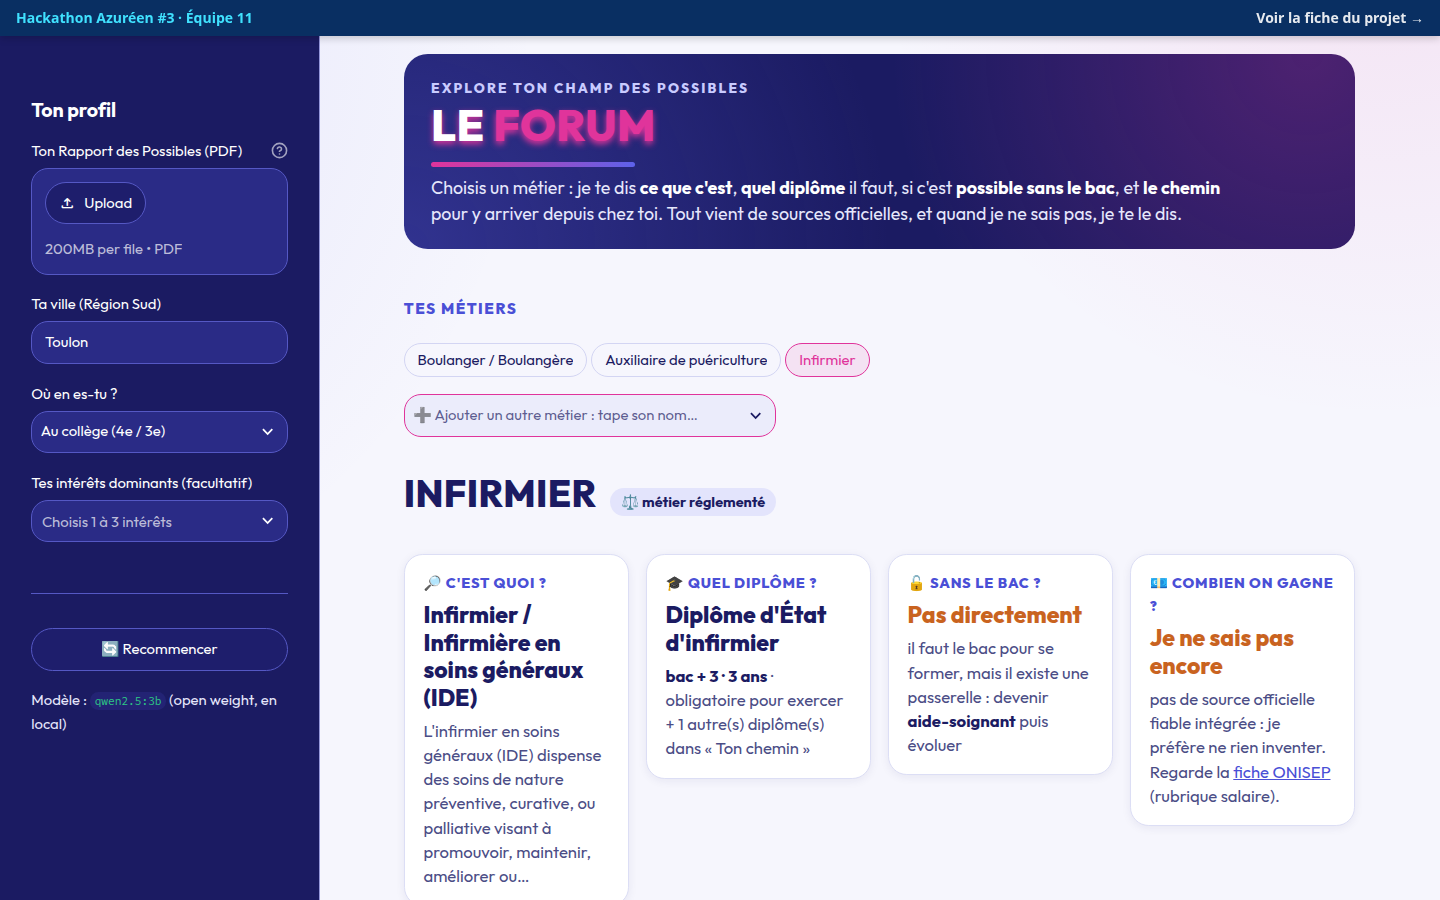 Hackathon Azuréen #3 · Équipe 11
Voir la fiche du projet →
Ton profil
Ton Rapport des Possibles (PDF)
Upload
200MB per file • PDF
Ta ville (Région Sud)
Toulon
Où en es-tu ?
Au collège (4e / 3e)
Tes intérêts dominants (facultatif)
Choisis 1 à 3 intérêts
🔄 Recommencer
Modèle : qwen2.5:3b (open weight, en
local)
EXPLORE TON CHAMP DES POSSIBLES
LE FORUM
Choisis un métier : je te dis ce que c'est, quel diplôme il faut, si c'est possible sans le bac, et le chemin
pour y arriver depuis chez toi. Tout vient de sources officielles, et quand je ne sais pas, je te le dis.
TES MÉTIERS
Boulanger / Boulangère
Auxiliaire de puériculture
Infirmier
➕ Ajouter un autre métier : tape son nom...
INFIRMIER
⚖️ métier réglementé
🔎 C'EST QUOI ?
Infirmier /
Infirmière en
soins généraux
(IDE)
L'infirmier en soins
généraux (IDE) dispense
des soins de nature
préventive, curative, ou
palliative visant à
promouvoir, maintenir,
améliorer ou...
🎓 QUEL DIPLÔME ?
Diplôme d'État
d'infirmier
bac + 3 · 3 ans ·
obligatoire pour exercer
+ 1 autre(s) diplôme(s)
dans « Ton chemin »
🔓 SANS LE BAC ?
Pas directement
il faut le bac pour se
former, mais il existe une
passerelle : devenir
aide-soignant puis
évoluer
💶 COMBIEN ON GAGNE
?
Je ne sais pas
encore
pas de source officielle
fiable intégrée : je
préfère ne rien inventer.
Regarde la fiche ONISEP
(rubrique salaire).